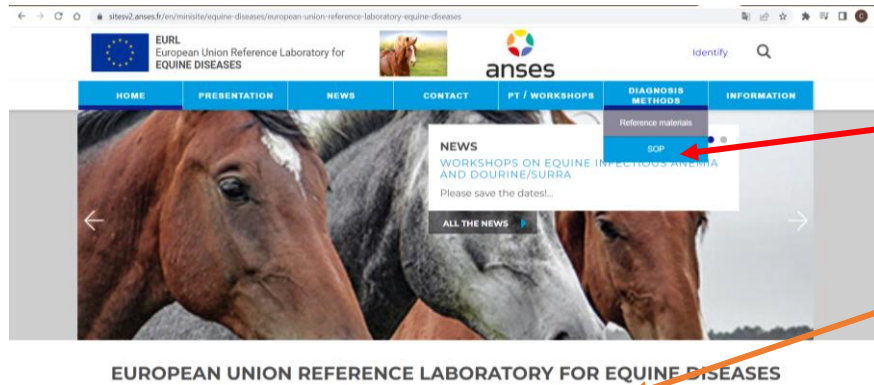 sitesv2.anses.fr/en/minisite/equine-diseases/european-union-reference-laboratory-equine-diseases
EURL
European Union Reference Laboratory for
EQUINE DISEASES
anses
Identify
HOME PRESENTATION NEWS CONTACT PT / WORKSHOPS DIAGNOSIS METHODS INFORMATION
Reference materials
SOP
NEWS
WORKSHOPS ON EQUINE INFECTIOUS ANEMIA
AND DOURINE/SURRA
Please save the dates!...
ALL THE NEWS
EUROPEAN UNION REFERENCE LABORATORY FOR EQUINE DISEASES